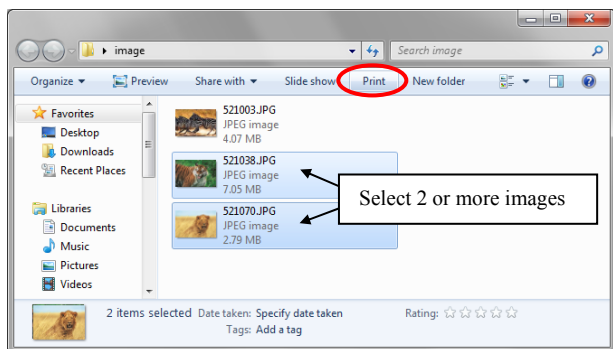 image
Search image
Organize Preview Share with Slide show Print New folder
Favorites
Desktop
Downloads
Recent Places
Libraries
Documents
Music
Pictures
Videos
521003.JPG
JPEG image
4.07 MB
521038.JPG
JPEG image
7.05 MB
521070.JPG
JPEG image
2.79 MB
Select 2 or more images
2 items selected Date taken: Specify date taken Rating:
Tags: Add a tag